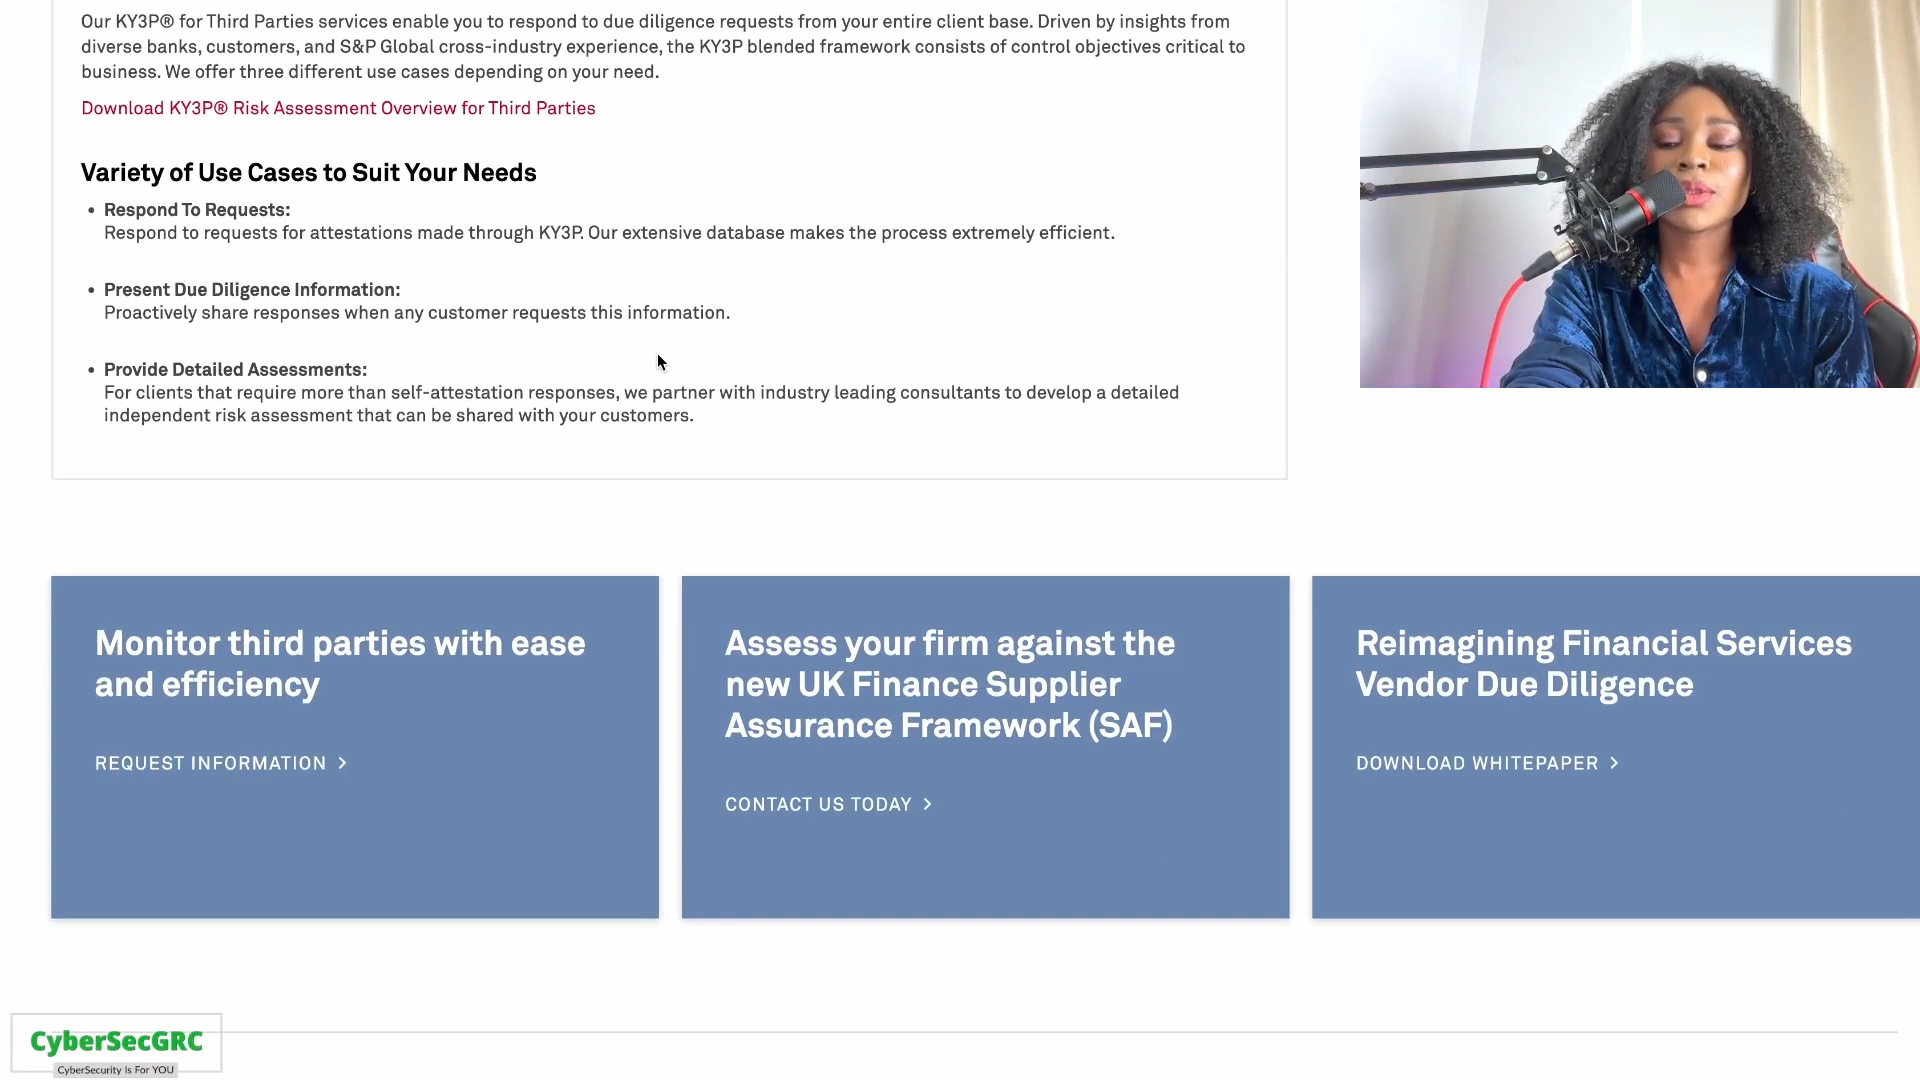 Our KY3P® for Third Parties services enable you to respond to due diligence requests from your entire client base. Driven by insights from
diverse banks, customers, and S&P Global cross-industry experience, the KY3P blended framework consists of control objectives critical to
business. We offer three different use cases depending on your need.
Download KY3P® Risk Assessment Overview for Third Parties
Variety of Use Cases to Suit Your Needs
• Respond To Requests:
Respond to requests for attestations made through KY3P. Our extensive database makes the process extremely efficient.
• Present Due Diligence Information:
Proactively share responses when any customer requests this information.
• Provide Detailed Assessments:
For clients that require more than self-attestation responses, we partner with industry leading consultants to develop a detailed
independent risk assessment that can be shared with your customers.
Monitor third parties with ease
and efficiency
REQUEST INFORMATION >
Assess your firm against the
new UK Finance Supplier
Assurance Framework (SAF)
CONTACT US TODAY >
Reimagining Financial Services
Vendor Due Diligence
DOWNLOAD WHITEPAPER >
CyberSecGRC
CyberSecurity Is For YOU